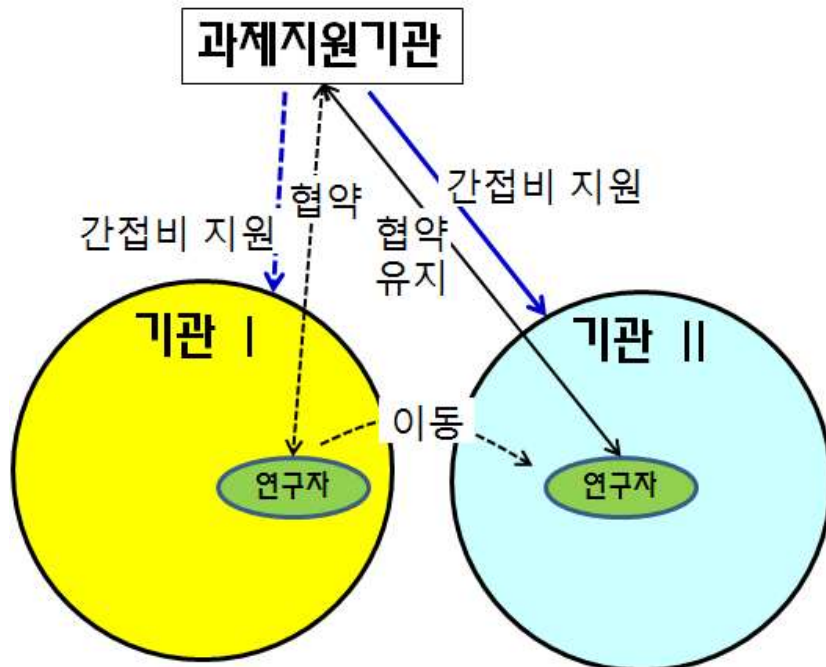 과제지원기관
간접비 지원
협약
간접비 지원
협약
유지
기관 Ⅰ
기관 Ⅱ
이동
연구자
연구자